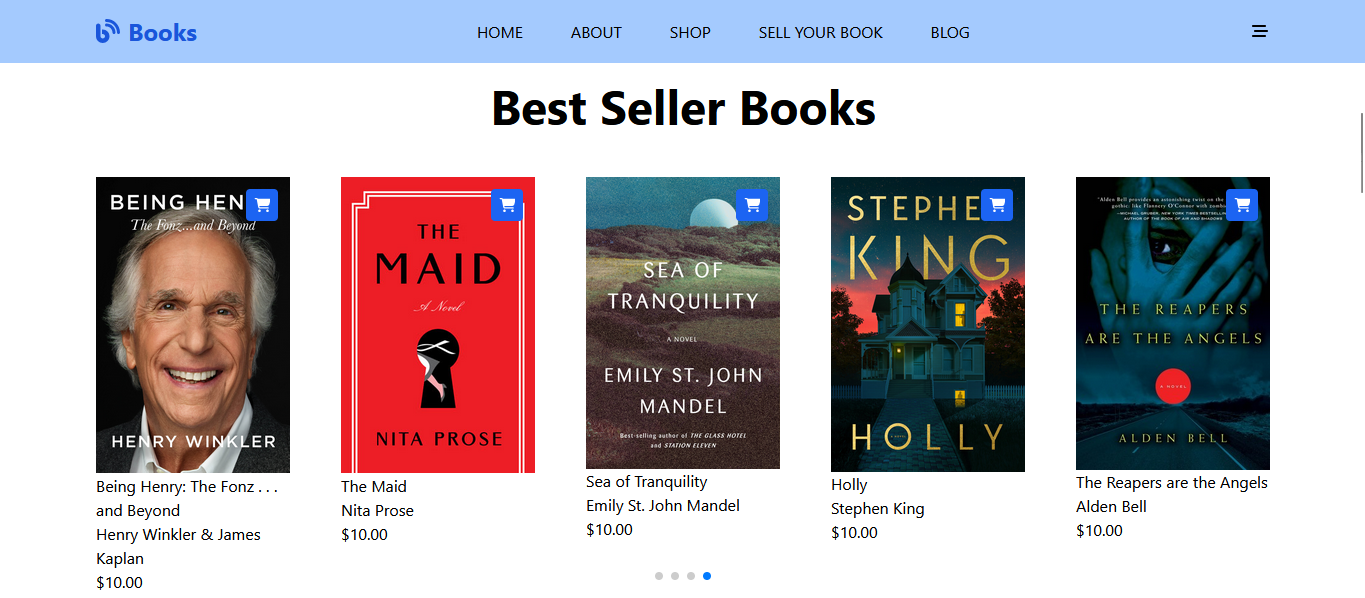 Books
HOME ABOUT SHOP SELL YOUR BOOK BLOG
Best Seller Books
BEING HEN
The Fonz...and Beyond
HENRY WINKLER
Being Henry: The Fonz . . .
and Beyond
Henry Winkler & James
Kaplan
$10.00
THE
MAID
A Novel
NITA PROSE
The Maid
Nita Prose
$10.00
SEA OF
TRANQUILITY
A NOVEL
EMILY ST. JOHN
MANDEL
Best-selling author of THE GLASS HOTEL
and STATION ELEVEN
Sea of Tranquility
Emily St. John Mandel
$10.00
STEPHE
KING
HOLLY
Holly
Stephen King
$10.00
"Alden Bell provides an astonishing twist on the
gothic: like Flannery O'Connor with
—MICHAEL GRUBER, NEW YORK TIMES BESTSELLIN
AUTHOR OF THE BOOK OF AIR AND SHADOWS
THE REAPERS
ARE THE ANGELS
A NOVEL
ALDEN BELL
The Reapers are the Angels
Alden Bell
$10.00